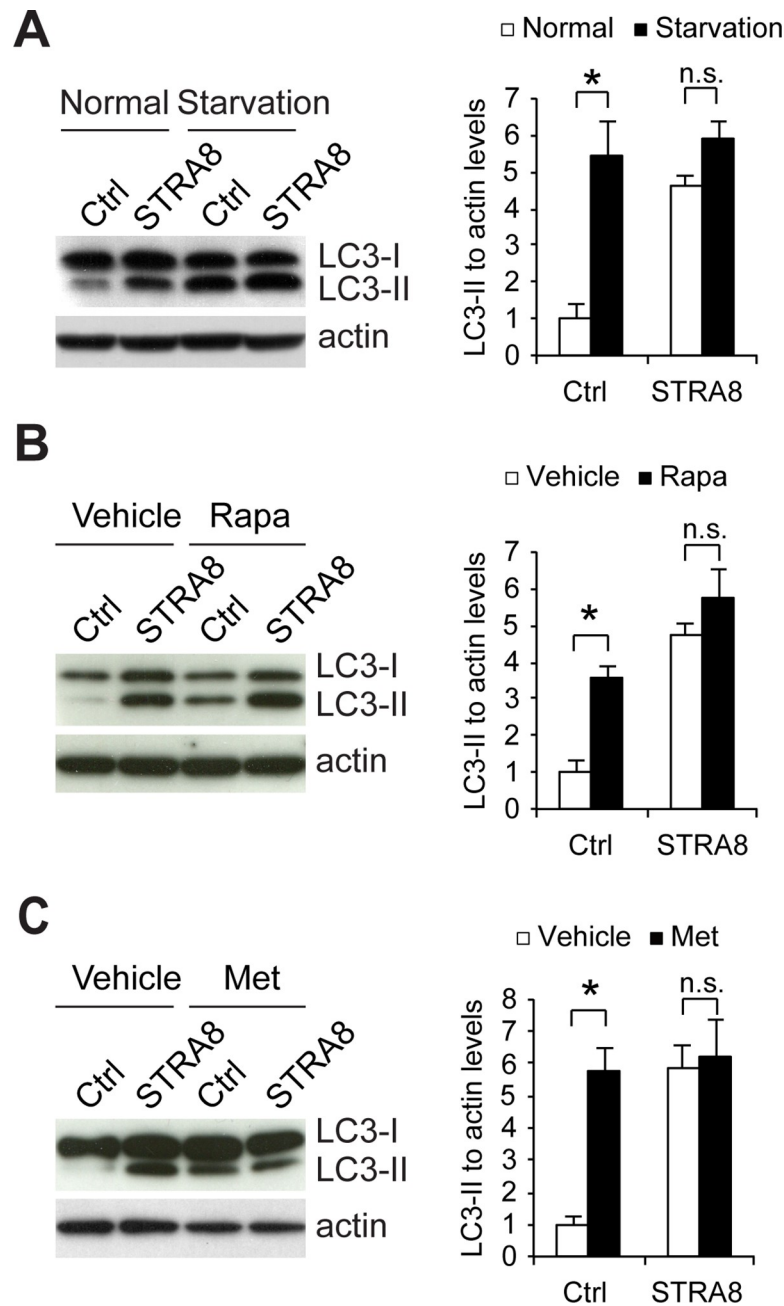 A
Normal Starvation
Ctrl STRA8 Ctrl STRA8
LC3-I
LC3-II
actin
□ Normal ■ Starvation
LC3-II to actin levels
7
6
5
4
3
2
1
0
* n.s.
Ctrl STRA8
B
Vehicle Rapa
Ctrl STRA8 Ctrl STRA8
LC3-I
LC3-II
actin
□ Vehicle ■ Rapa
LC3-II to actin levels
7
6
5
4
3
2
1
0
* n.s.
Ctrl STRA8
C
Vehicle Met
Ctrl STRA8 Ctrl STRA8
LC3-I
LC3-II
actin
□ Vehicle ■ Met
LC3-II to actin levels
8
7
6
5
4
3
2
1
0
* n.s.
Ctrl STRA8